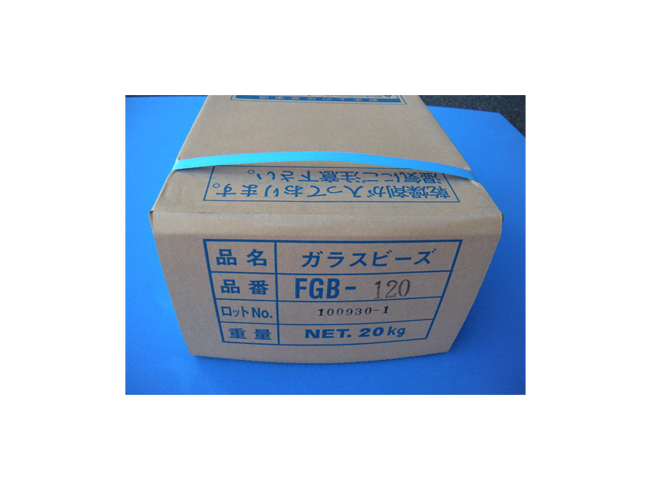 乾燥剤が入っております。
湿気にご注意下さい。
品名 ガラスビーズ
品番 FGB- 120
ロットNo. 100930-1
重量 NET. 20kg